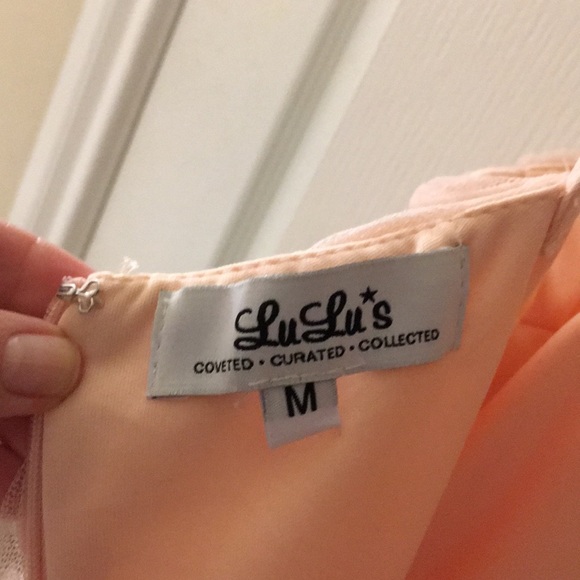 LuLu*s
COVETED • CURATED • COLLECTED
M